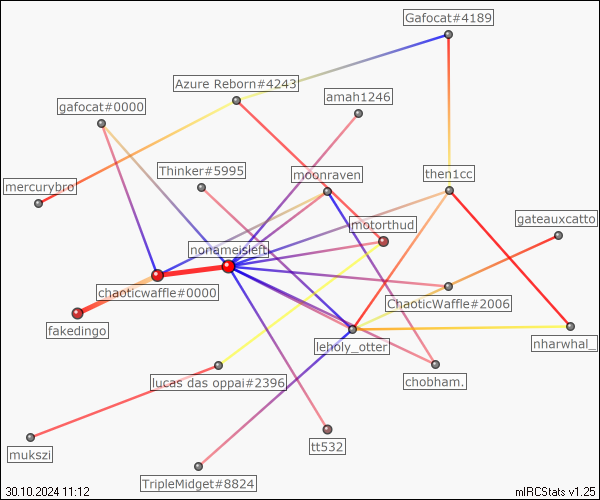 Gafocat#4189
Azure Reborn#4243
amah1246
gafocat#0000
Thinker#5995
moonraven
then1cc
mercurybro
motorthud
gateauxcatto
nonameisleft
chaoticwaffle#0000
ChaoticWaffle#2006
fakedingo
leholy_otter
nharwhal_
lucas das oppai#2396
chobham.
tt532
mukszi
TripleMidget#8824
30.10.2024 11:12
mIRCStats v1.25